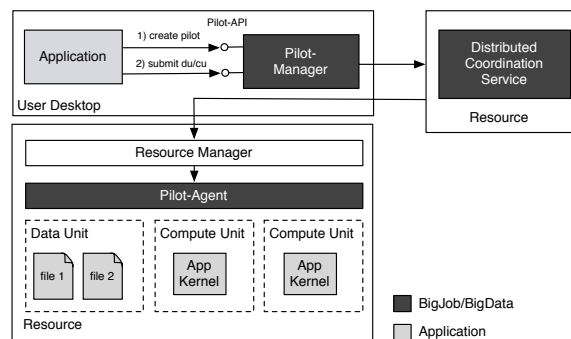 Pilot-API
1) create pilot
Application
2) submit du/cu
Pilot-
Manager
User Desktop
Distributed
Coordination
Service
Resource
Resource Manager
Pilot-Agent
Data Unit
file 1
file 2
Compute Unit
App
Kernel
Compute Unit
App
Kernel
Resource
BigJob/BigData
Application